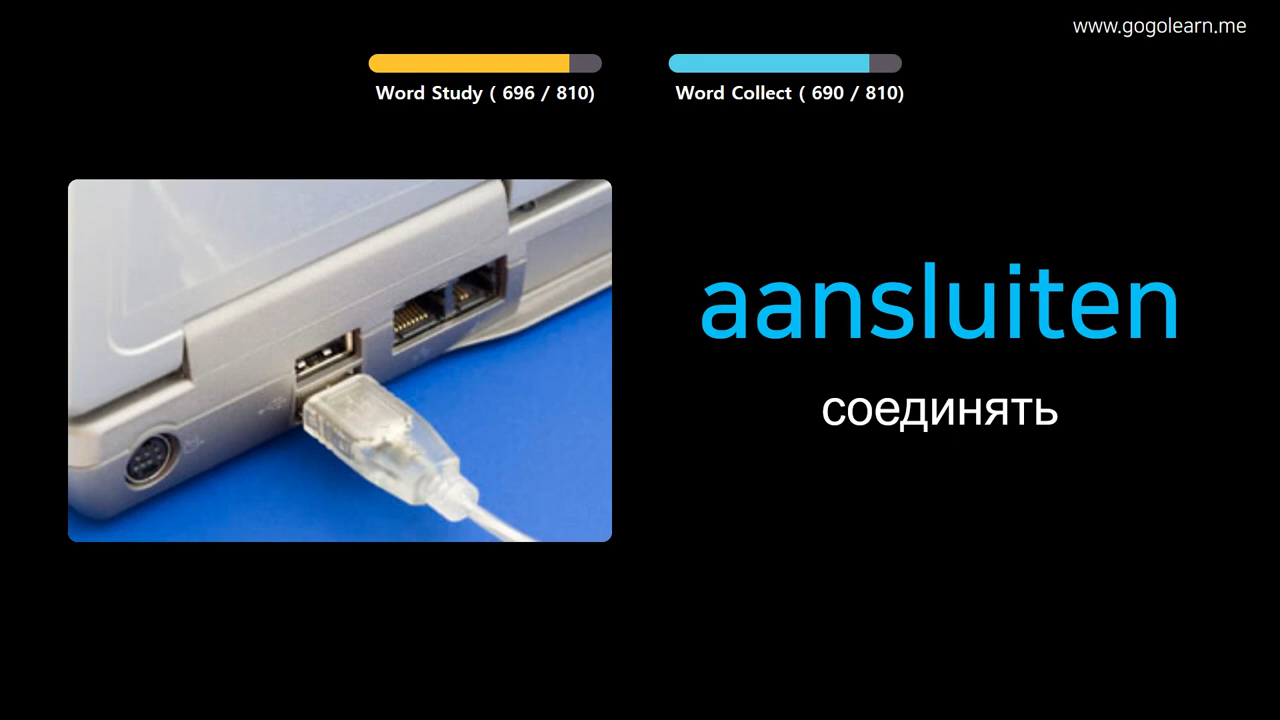 www.gogolearn.me
Word Study ( 696 / 810)
Word Collect ( 690 / 810)
aansluiten
соединять